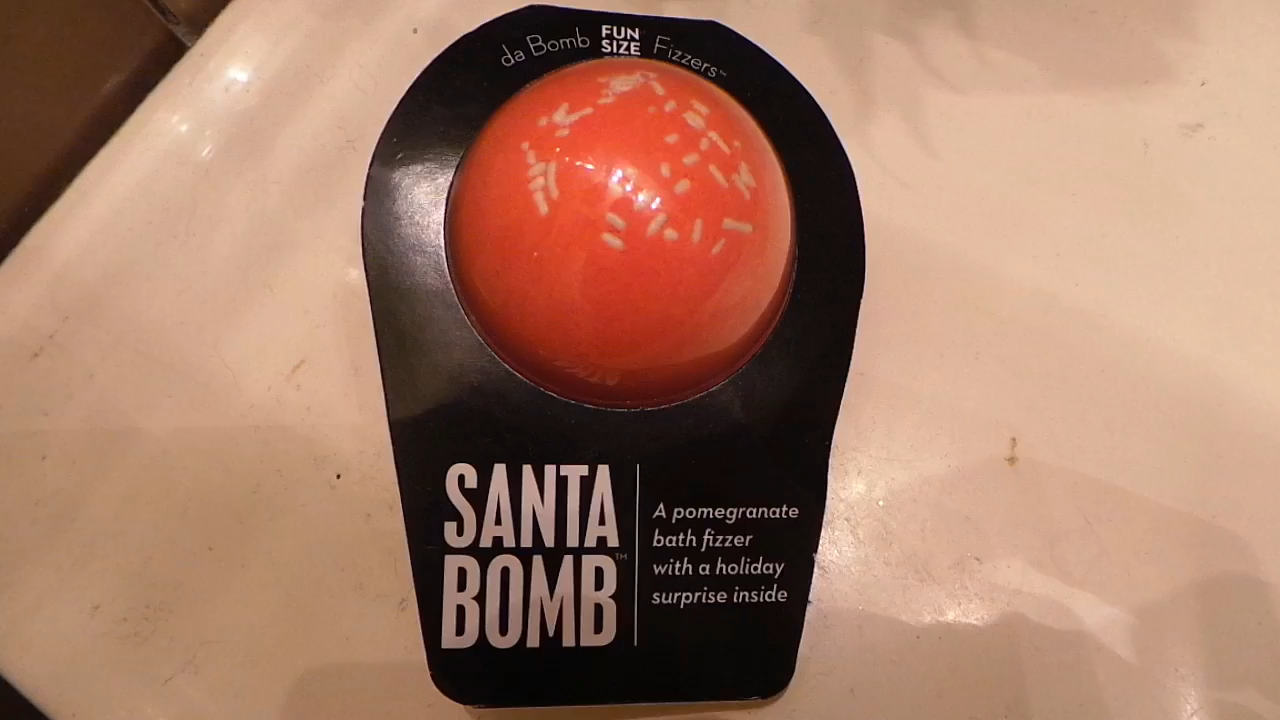 da Bomb FUN SIZE Fizzers™
SANTA
BOMB™
A pomegranate
bath fizzer
with a holiday
surprise inside